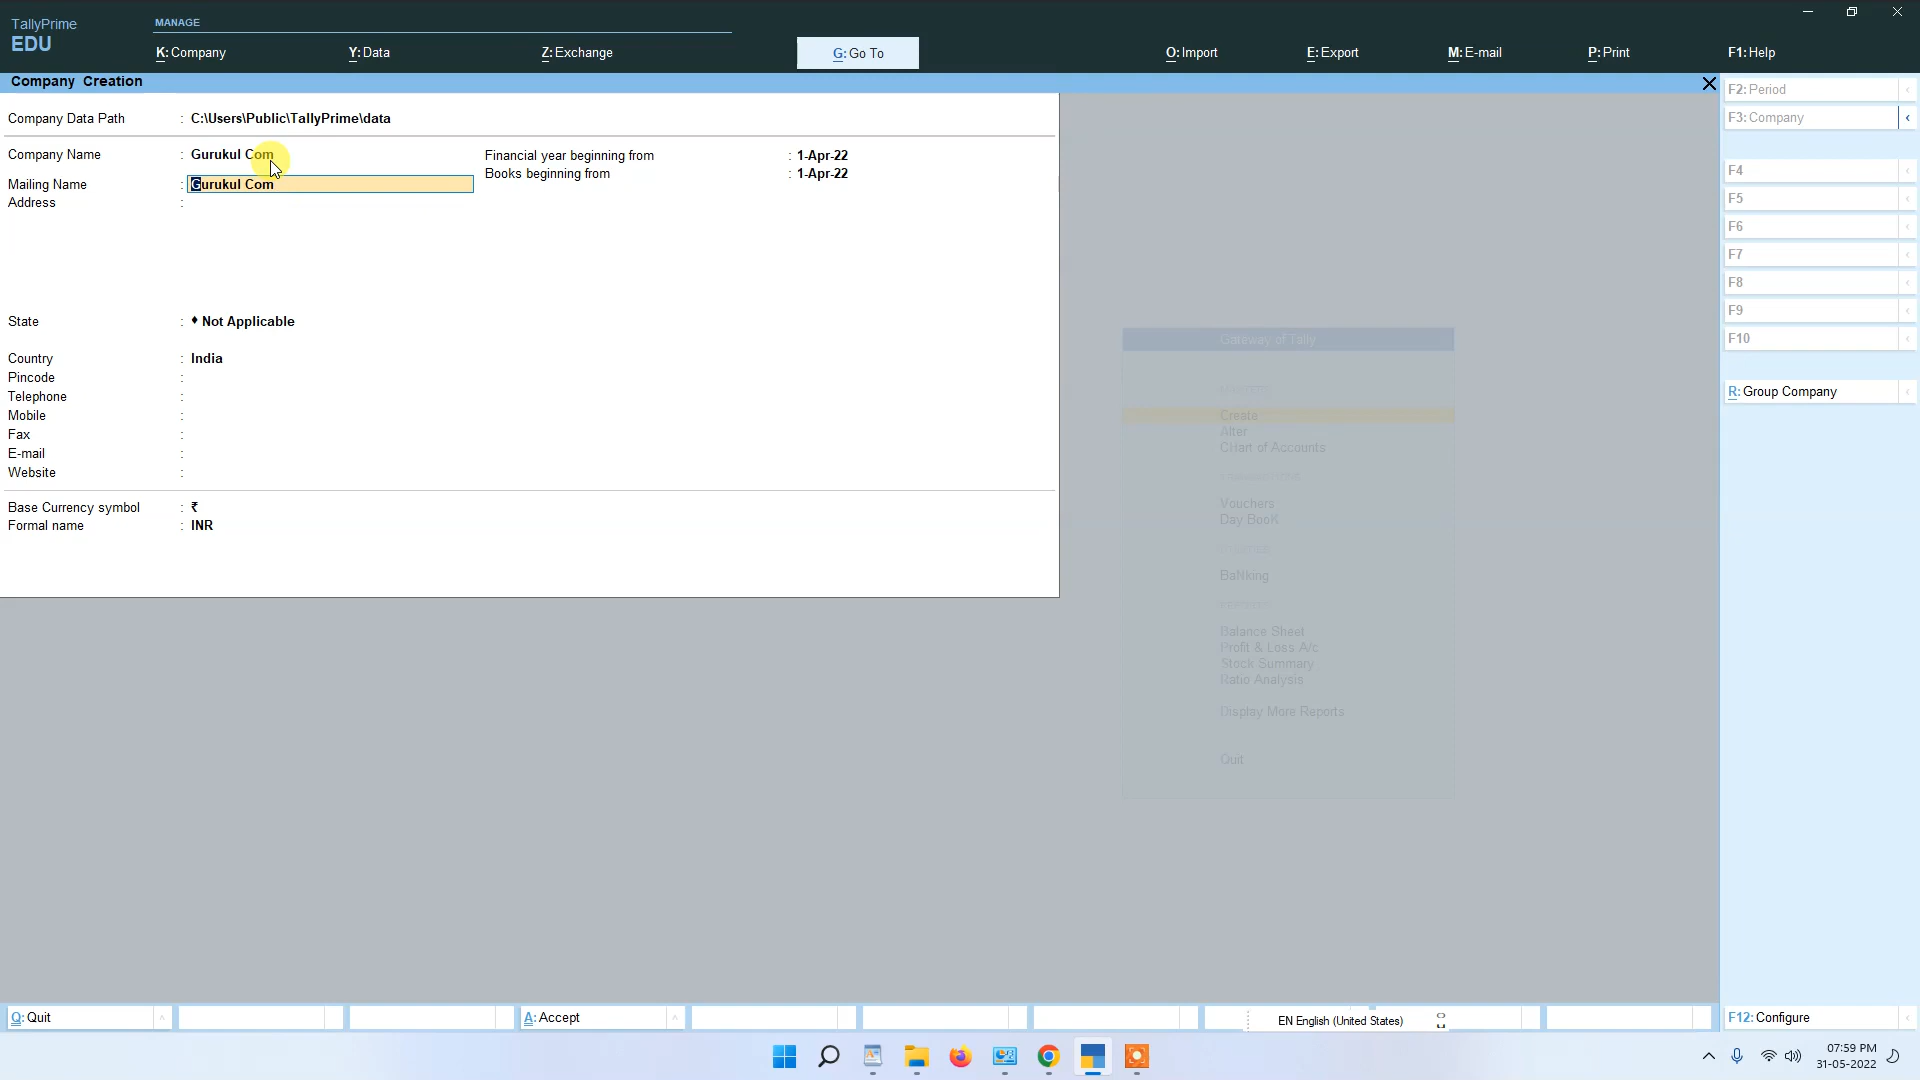 TallyPrime
EDU
MANAGE
K: Company
Y: Data
Z: Exchange
G: Go To
O: Import
E: Export
M: E-mail
P: Print
F1: Help
Company Creation
Company Data Path : C:\Users\Public\TallyPrime\data
Company Name : Gurukul Com
Financial year beginning from : 1-Apr-22
Mailing Name : Gurukul Com
Books beginning from : 1-Apr-22
Address :
State : ♦ Not Applicable
Country : India
Pincode :
Telephone :
Mobile :
Fax :
E-mail :
Website :
Base Currency symbol : ₹
Formal name : INR
Gateway of Tally
Create
Alter
CHart of Accounts
Vouchers
Day BooK
BaNking
Balance Sheet
Profit & Loss A/c
Stock Summary
Ratio Analysis
Display More Reports
Quit
F2: Period
F3: Company
F4
F5
F6
F7
F8
F9
F10
R: Group Company
Q: Quit
A: Accept
EN English (United States)
F12: Configure
07:59 PM
31-05-2022